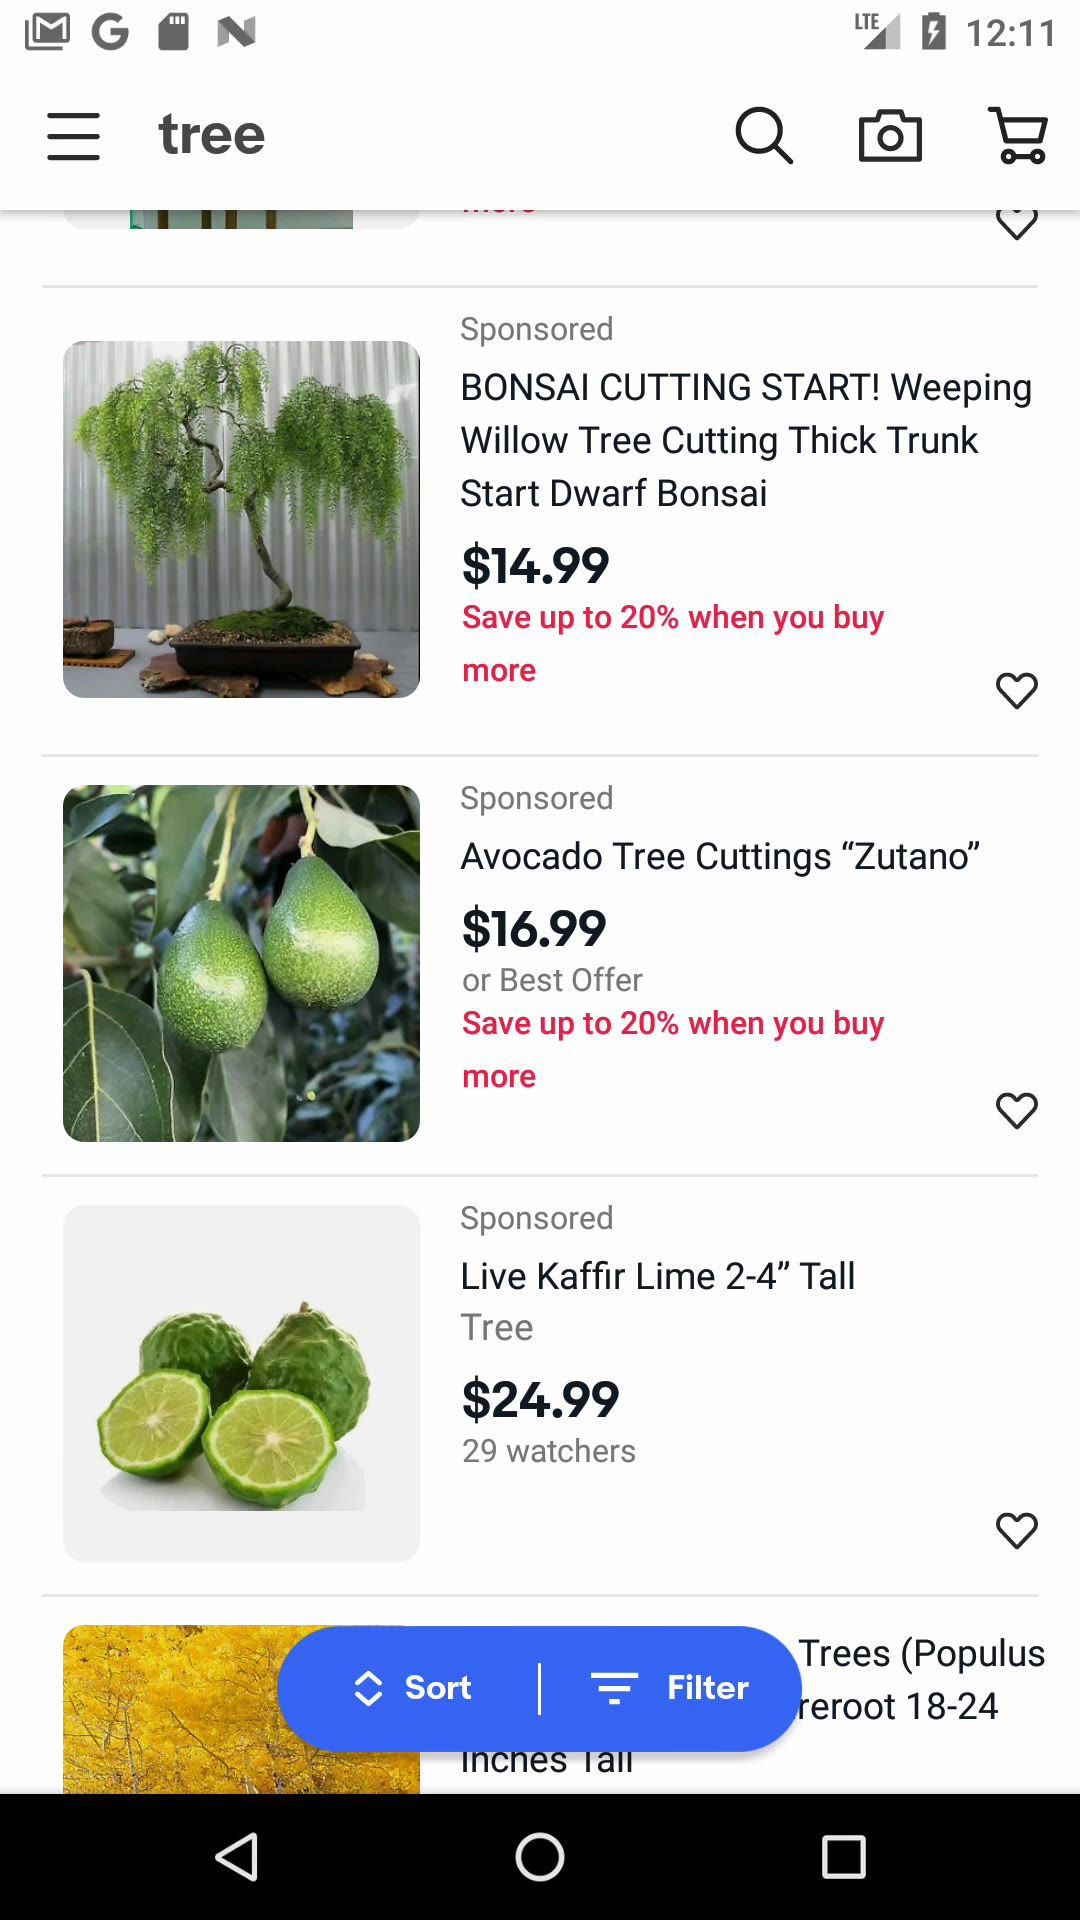 LTE 12:11
tree
more
Sponsored
BONSAI CUTTING START! Weeping
Willow Tree Cutting Thick Trunk
Start Dwarf Bonsai
$14.99
Save up to 20% when you buy
more
Sponsored
Avocado Tree Cuttings “Zutano”
$16.99
or Best Offer
Save up to 20% when you buy
more
Sponsored
Live Kaffir Lime 2-4” Tall
Tree
$24.99
29 watchers
Trees (Populus
reroot 18-24
Inches Tall
Sort
Filter